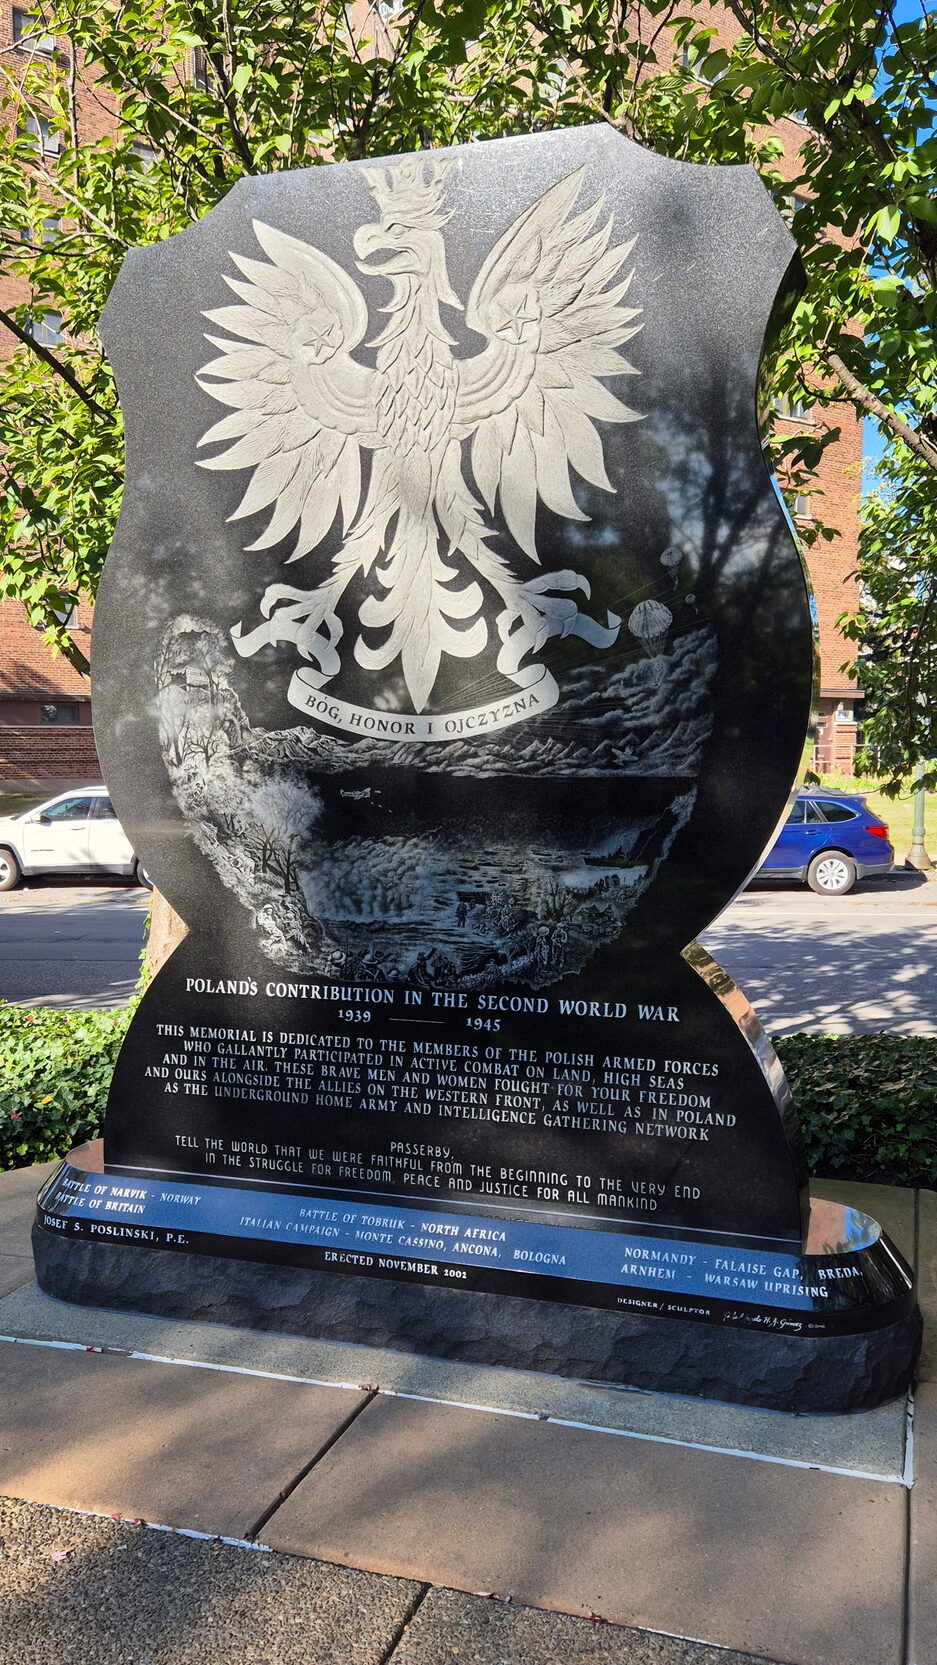 BÓG, HONOR I OJCZYZNA
POLAND'S CONTRIBUTION IN THE SECOND WORLD WAR
1939 — 1945
THIS MEMORIAL IS DEDICATED TO THE MEMBERS OF THE POLISH ARMED FORCES
WHO GALLANTLY PARTICIPATED IN ACTIVE COMBAT ON LAND, HIGH SEAS
AND IN THE AIR. THESE BRAVE MEN AND WOMEN FOUGHT FOR YOUR FREEDOM
AND OURS ALONGSIDE THE ALLIES ON THE WESTERN FRONT, AS WELL AS IN POLAND
AS THE UNDERGROUND HOME ARMY AND INTELLIGENCE GATHERING NETWORK
PASSERBY,
TELL THE WORLD THAT WE WERE FAITHFUL FROM THE BEGINNING TO THE VERY END
IN THE STRUGGLE FOR FREEDOM, PEACE AND JUSTICE FOR ALL MANKIND.
BATTLE OF NARVIK - NORWAY
BATTLE OF BRITAIN
BATTLE OF TOBRUK - NORTH AFRICA
ITALIAN CAMPAIGN - MONTE CASSINO, ANCONA, BOLOGNA
NORMANDY - FALAISE GAP, BREDA,
ARNHEM - WARSAW UPRISING
JOSEF S. POSLINSKI, P.E.
ERECTED NOVEMBER 2002
DESIGNER / SCULPTOR